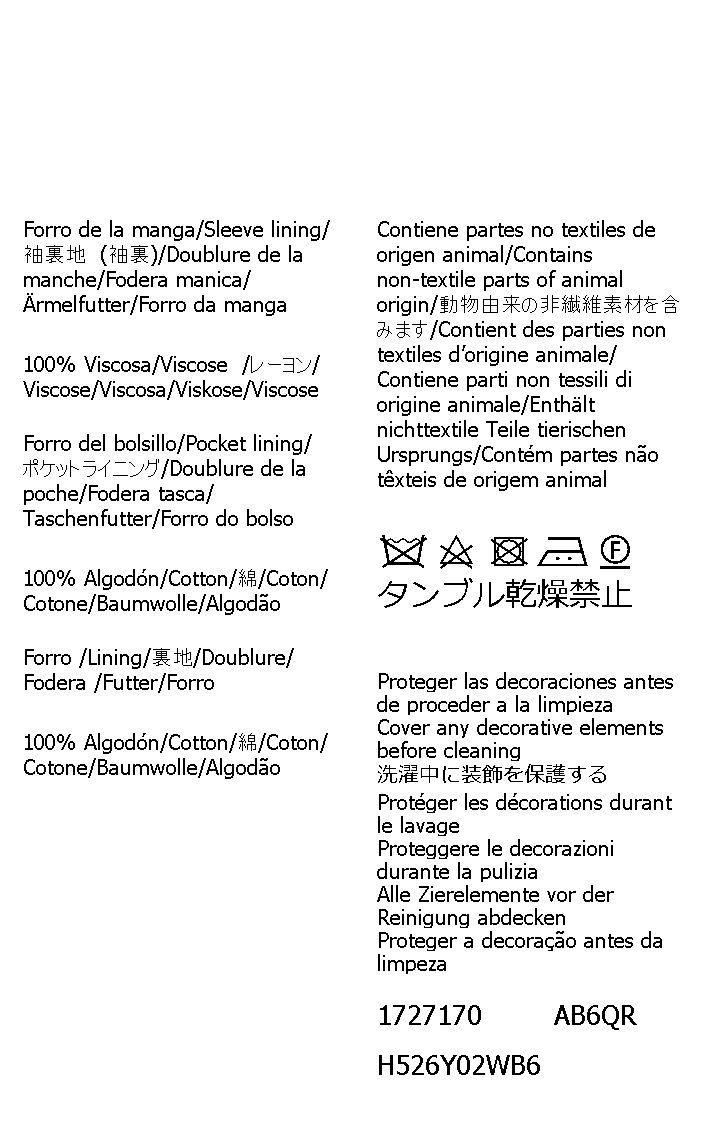 Forro de la manga/Sleeve lining/
袖裏地 (袖裏)/Doublure de la
manche/Fodera manica/
Ärmelfutter/Forro da manga
100% Viscosa/Viscose /レーヨン/
Viscose/Viscosa/Viskose/Viscose
Forro del bolsillo/Pocket lining/
ポケットライニング/Doublure de la
poche/Fodera tasca/
Taschenfutter/Forro do bolso
100% Algodón/Cotton/綿/Coton/
Cotone/Baumwolle/Algodão
Forro /Lining/裏地/Doublure/
Fodera /Futter/Forro
100% Algodón/Cotton/綿/Coton/
Cotone/Baumwolle/Algodão
Contiene partes no textiles de
origen animal/Contains
non-textile parts of animal
origin/動物由来の非繊維素材を含
みます/Contient des parties non
textiles d’origine animale/
Contiene parti non tessili di
origine animale/Enthält
nichttextile Teile tierischen
Ursprungs/Contém partes não
têxteis de origem animal
F
タンブル乾燥禁止
Proteger las decoraciones antes
de proceder a la limpieza
Cover any decorative elements
before cleaning
洗濯中に装飾を保護する
Protéger les décorations durant
le lavage
Proteggere le decorazioni
durante la pulizia
Alle Zierelemente vor der
Reinigung abdecken
Proteger a decoração antes da
limpeza
1727170 AB6QR
H526Y02WB6